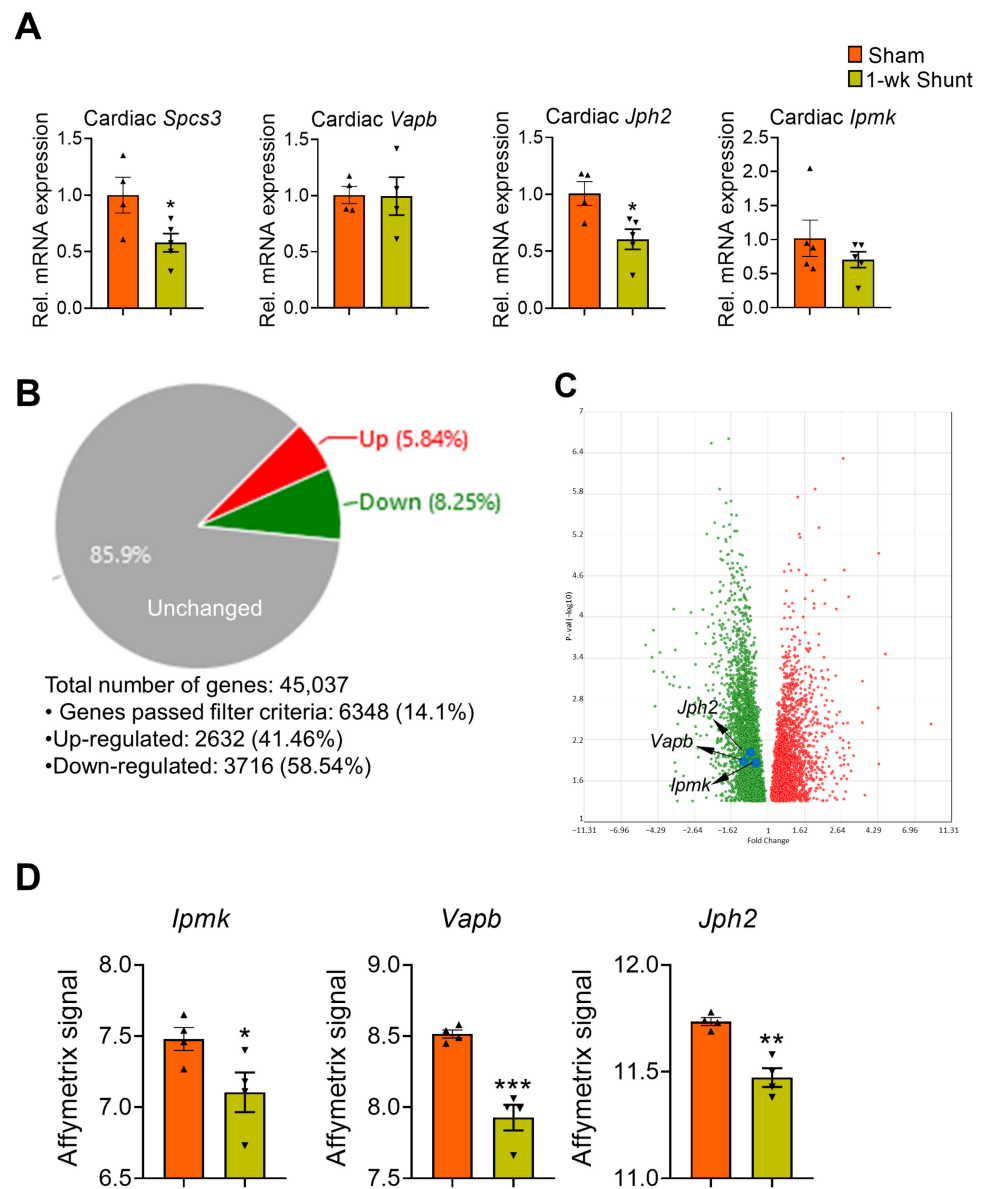 A
Sham
1-wk Shunt
Cardiac Spcs3
Cardiac Vapb
Cardiac Jph2
Cardiac Ipmk
Rel. mRNA expression
1.5
1.0
0.5
0.0
*
Rel. mRNA expression
1.5
1.0
0.5
0.0
Rel. mRNA expression
1.5
1.0
0.5
0.0
*
Rel. mRNA expression
2.5
2.0
1.5
1.0
0.5
0.0
B
Up (5.84%)
Down (8.25%)
85.9%
Unchanged
Total number of genes: 45,037
• Genes passed filter criteria: 6348 (14.1%)
•Up-regulated: 2632 (41.46%)
•Down-regulated: 3716 (58.54%)
C
7
6.4
5.8
5.2
4.6
4
3.4
2.8
2.2
1.6
1
P-val (-log10)
Jph2
Vapb
Ipmk
−11.31 −6.96 −4.29 −2.64 −1.62 1 1.62 2.64 4.29 6.96 11.31
Fold Change
D
Ipmk
Vapb
Jph2
Affymetrix signal
8.0
7.5
7.0
6.5
*
Affymetrix signal
9.0
8.5
8.0
7.5
***
Affymetrix signal
12.0
11.5
11.0
**